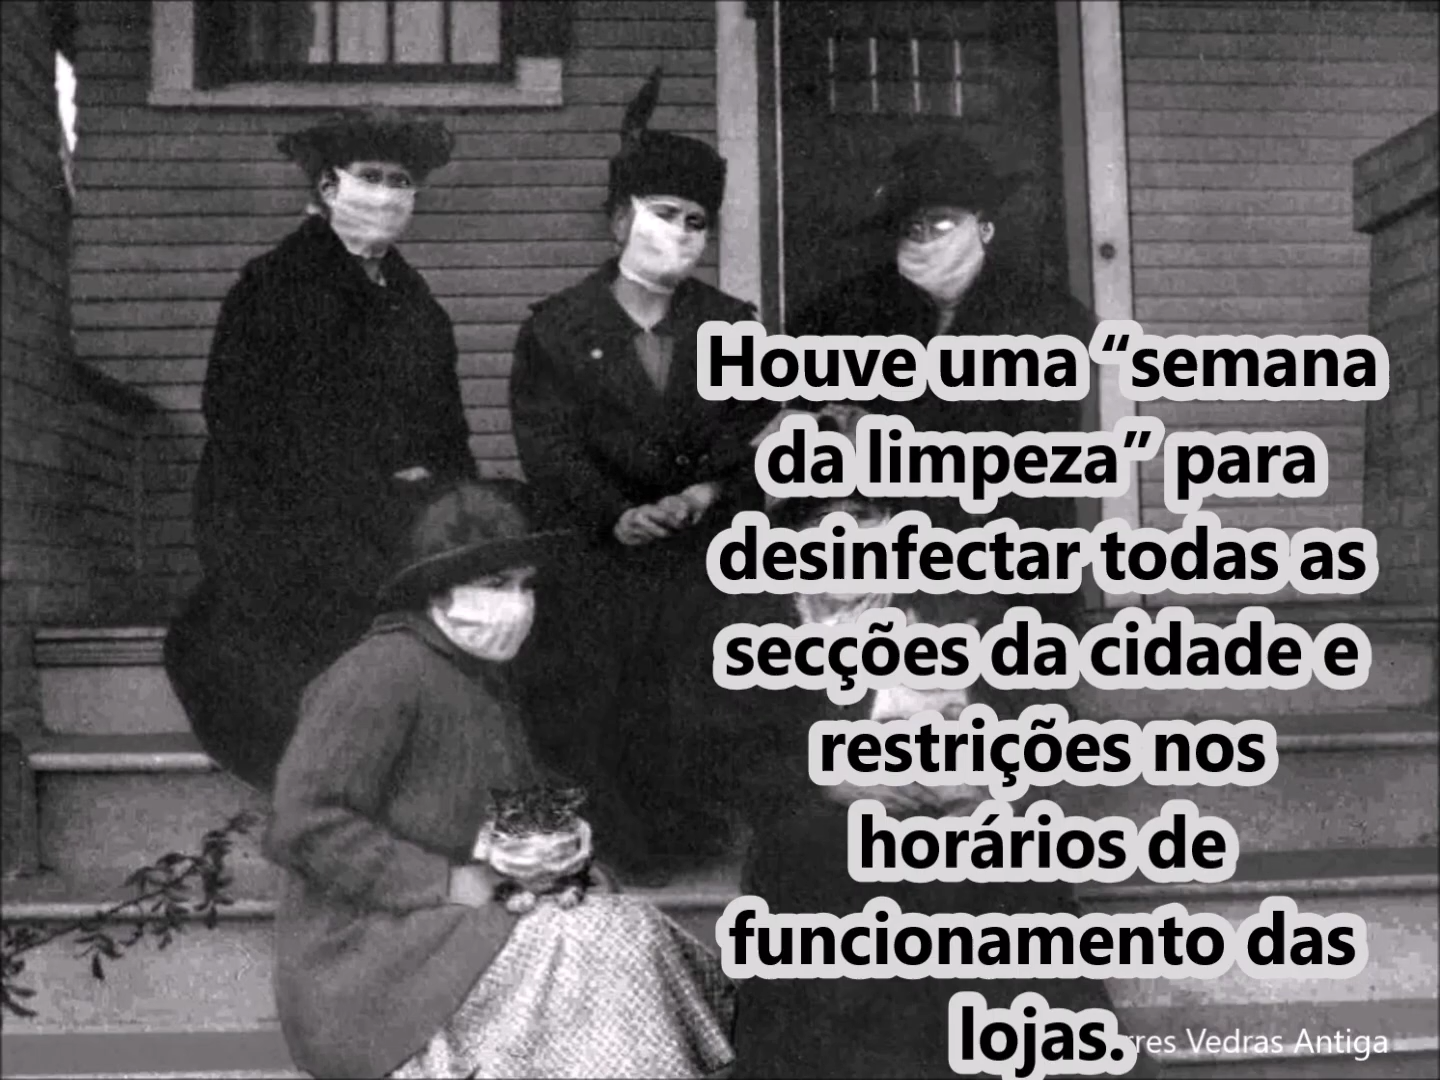 Houve uma “semana
da limpeza” para
desinfectar todas as
secções da cidade e
restrições nos
horários de
funcionamento das
lojas.
Vedras Antiga